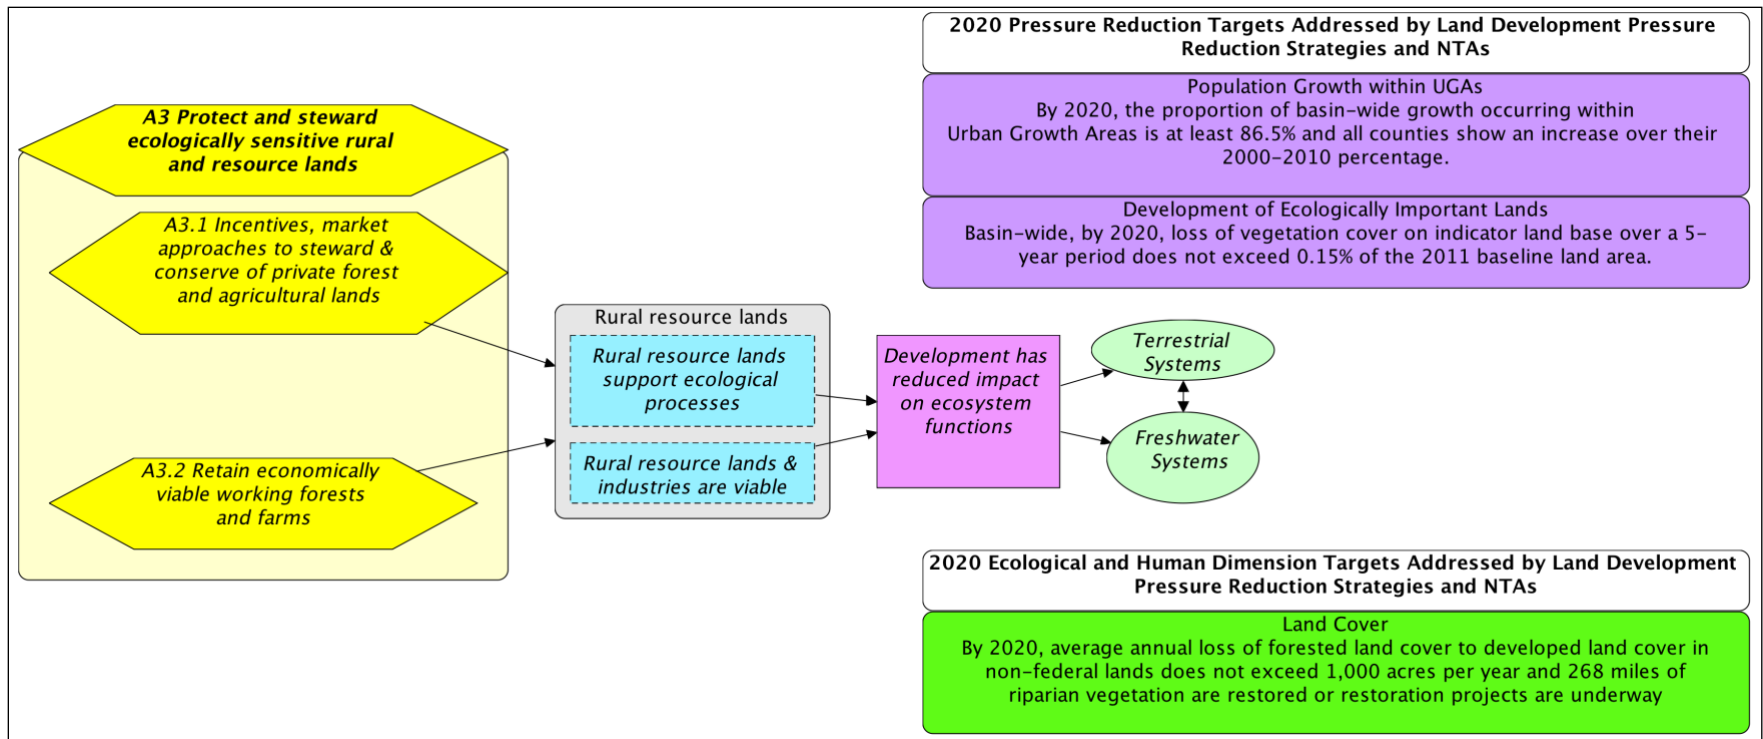 A3 Protect and steward
ecologically sensitive rural
and resource lands
A3.1 Incentives, market
approaches to steward &
conserve of private forest
and agricultural lands
A3.2 Retain economically
viable working forests
and farms
Rural resource lands
Rural resource lands
support ecological
processes
Rural resource lands &
industries are viable
Development has
reduced impact
on ecosystem
functions
Terrestrial
Systems
Freshwater
Systems
2020 Pressure Reduction Targets Addressed by Land Development Pressure
Reduction Strategies and NTAs
Population Growth within UGAs
By 2020, the proportion of basin-wide growth occurring within
Urban Growth Areas is at least 86.5% and all counties show an increase over their
2000-2010 percentage.
Development of Ecologically Important Lands
Basin-wide, by 2020, loss of vegetation cover on indicator land base over a 5-
year period does not exceed 0.15% of the 2011 baseline land area.
2020 Ecological and Human Dimension Targets Addressed by Land Development
Pressure Reduction Strategies and NTAs
Land Cover
By 2020, average annual loss of forested land cover to developed land cover in
non-federal lands does not exceed 1,000 acres per year and 268 miles of
riparian vegetation are restored or restoration projects are underway